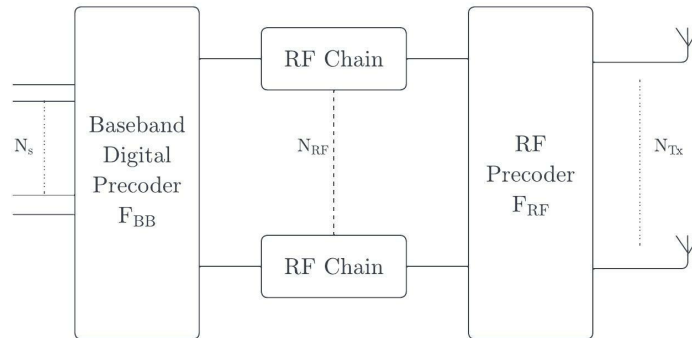 N_s
Baseband
Digital
Precoder
F_BB
RF Chain
N_RF
RF Chain
RF
Precoder
F_RF
N_Tx